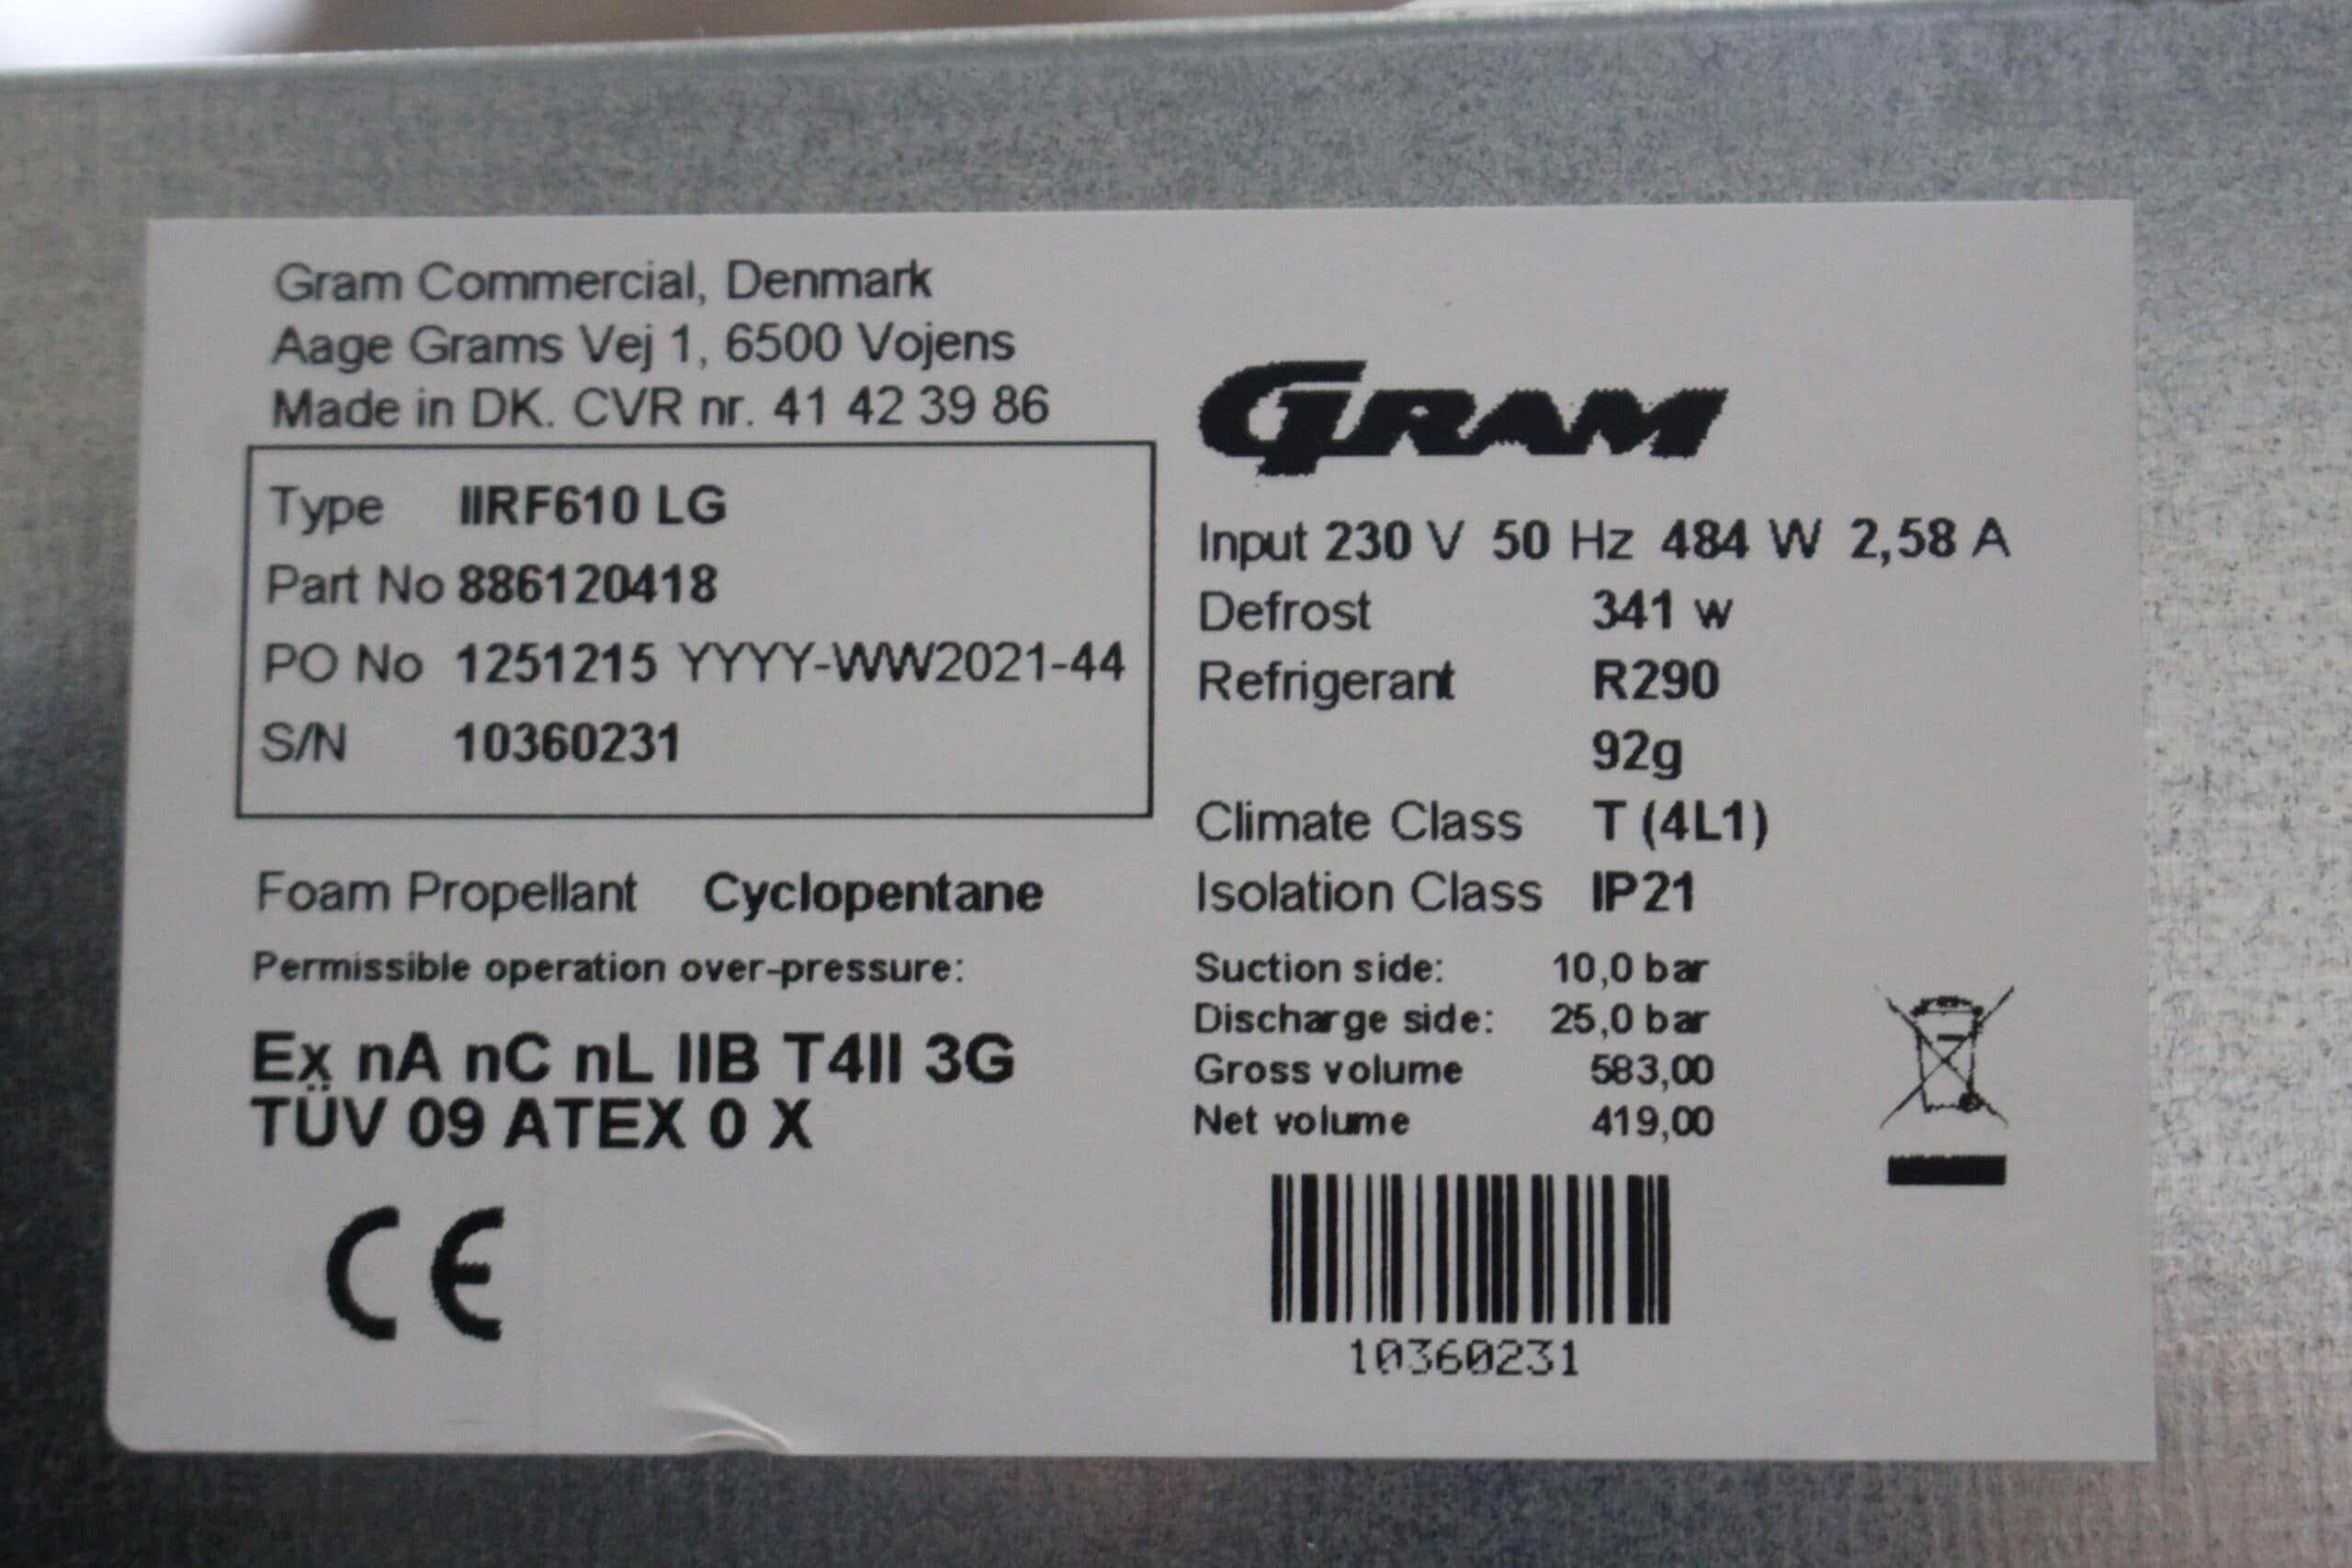 Gram Commercial, Denmark
Aage Grams Vej 1, 6500 Vojens
Made in DK. CVR nr. 41 42 39 86
Type IIRF610 LG
Part No 886120418
PO No 1251215 YYYY-WW2021-44
S/N 10360231
Foam Propellant Cyclopentane
Permissible operation over-pressure:
Ex nA nC nL IIB T4II 3G
TÜV 09 ATEX 0 X
CE
GRAM
Input 230 V 50 Hz 484 W 2,58 A
Defrost 341 w
Refrigerant R290
92g
Climate Class T (4L1)
Isolation Class IP21
Suction side: 10,0 bar
Discharge side: 25,0 bar
Gross volume 583,00
Net volume 419,00
10360231